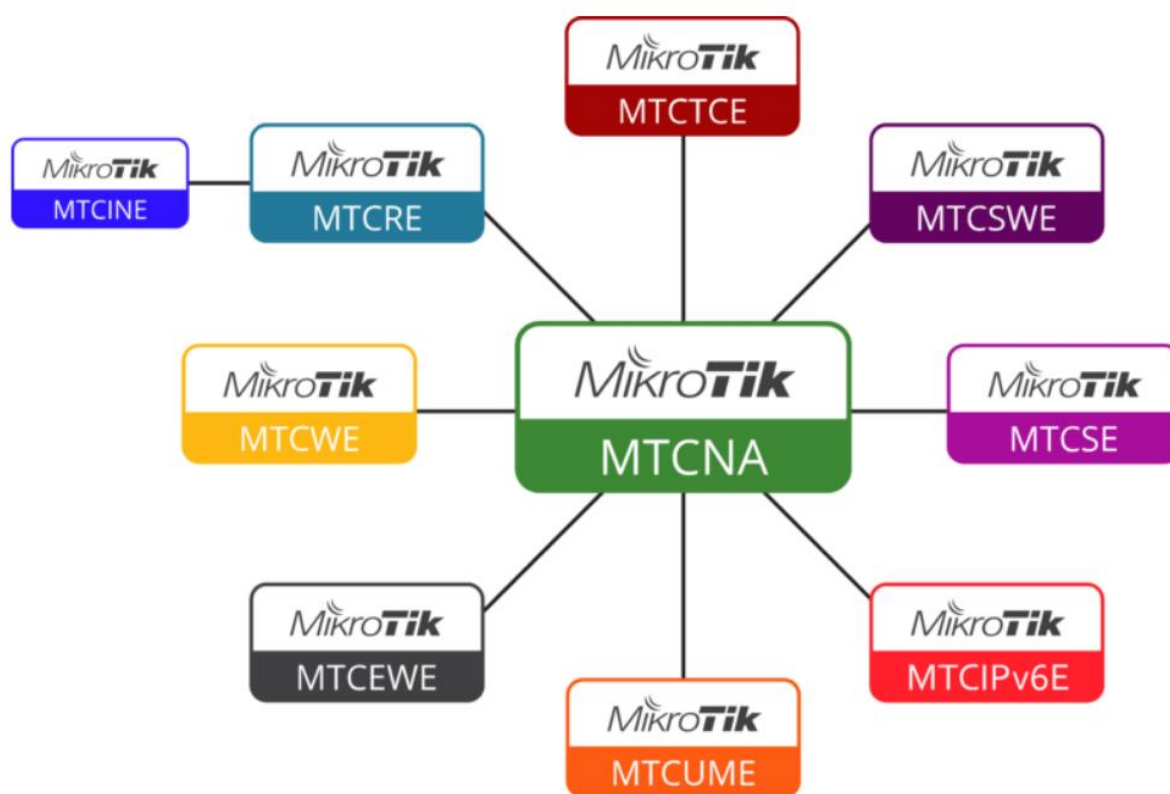 MikroTik
MTCTCE
MikroTik
MTCINE
MikroTik
MTCRE
MikroTik
MTCSWE
MikroTik
MTCWE
MikroTik
MTCNA
MikroTik
MTCSE
MikroTik
MTCEWE
MikroTik
MTCUME
MikroTik
MTCIPv6E